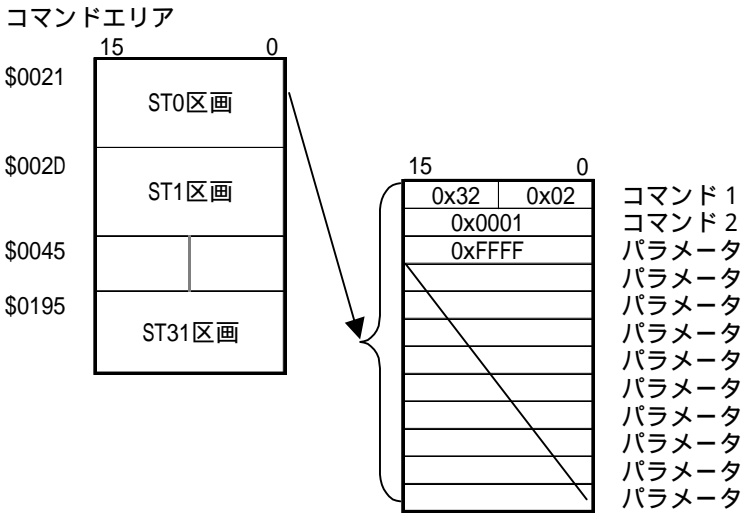 コマンドエリア
15 0
$0021
ST0区画
$002D
ST1区画
$0045
$0195
ST31区画
15 0
0x32 0x02 コマンド1
0x0001 コマンド2
0xFFFF パラメータ
パラメータ
パラメータ
パラメータ
パラメータ
パラメータ
パラメータ
パラメータ
パラメータ
パラメータ